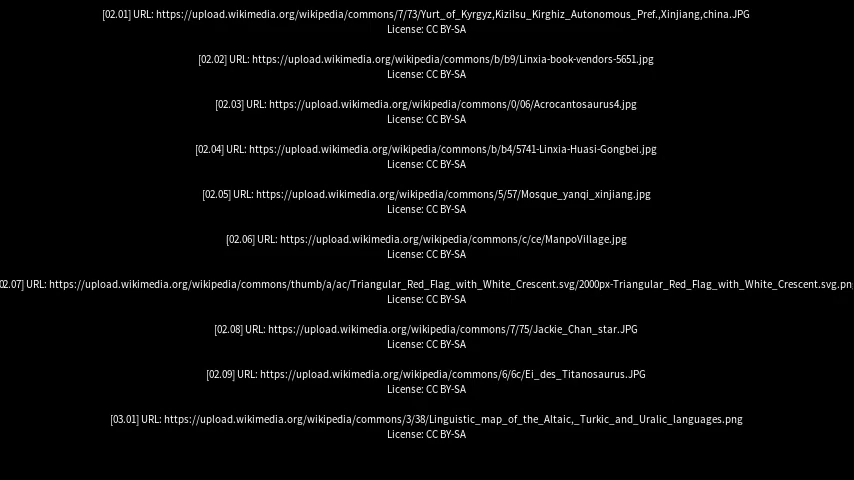 [02.01] URL: https://upload.wikimedia.org/wikipedia/commons/7/73/Yurt_of_Kyrgyz,Kizilsu_Kirghiz_Autonomous_Pref.,Xinjiang,china.JPG
License: CC BY-SA
[02.02] URL: https://upload.wikimedia.org/wikipedia/commons/b/b9/Linxia-book-vendors-5651.jpg
License: CC BY-SA
[02.03] URL: https://upload.wikimedia.org/wikipedia/commons/0/06/Acrocantosaurus4.jpg
License: CC BY-SA
[02.04] URL: https://upload.wikimedia.org/wikipedia/commons/b/b4/5741-Linxia-Huasi-Gongbei.jpg
License: CC BY-SA
[02.05] URL: https://upload.wikimedia.org/wikipedia/commons/5/57/Mosque_yanqi_xinjiang.jpg
License: CC BY-SA
[02.06] URL: https://upload.wikimedia.org/wikipedia/commons/c/ce/ManpoVillage.jpg
License: CC BY-SA
02.07] URL: https://upload.wikimedia.org/wikipedia/commons/thumb/a/ac/Triangular_Red_Flag_with_White_Crescent.svg/2000px-Triangular_Red_Flag_with_White_Crescent.svg.pn
License: CC BY-SA
[02.08] URL: https://upload.wikimedia.org/wikipedia/commons/7/75/Jackie_Chan_star.JPG
License: CC BY-SA
[02.09] URL: https://upload.wikimedia.org/wikipedia/commons/6/6c/Ei_des_Titanosaurus.JPG
License: CC BY-SA
[03.01] URL: https://upload.wikimedia.org/wikipedia/commons/3/38/Linguistic_map_of_the_Altaic,_Turkic_and_Uralic_languages.png
License: CC BY-SA